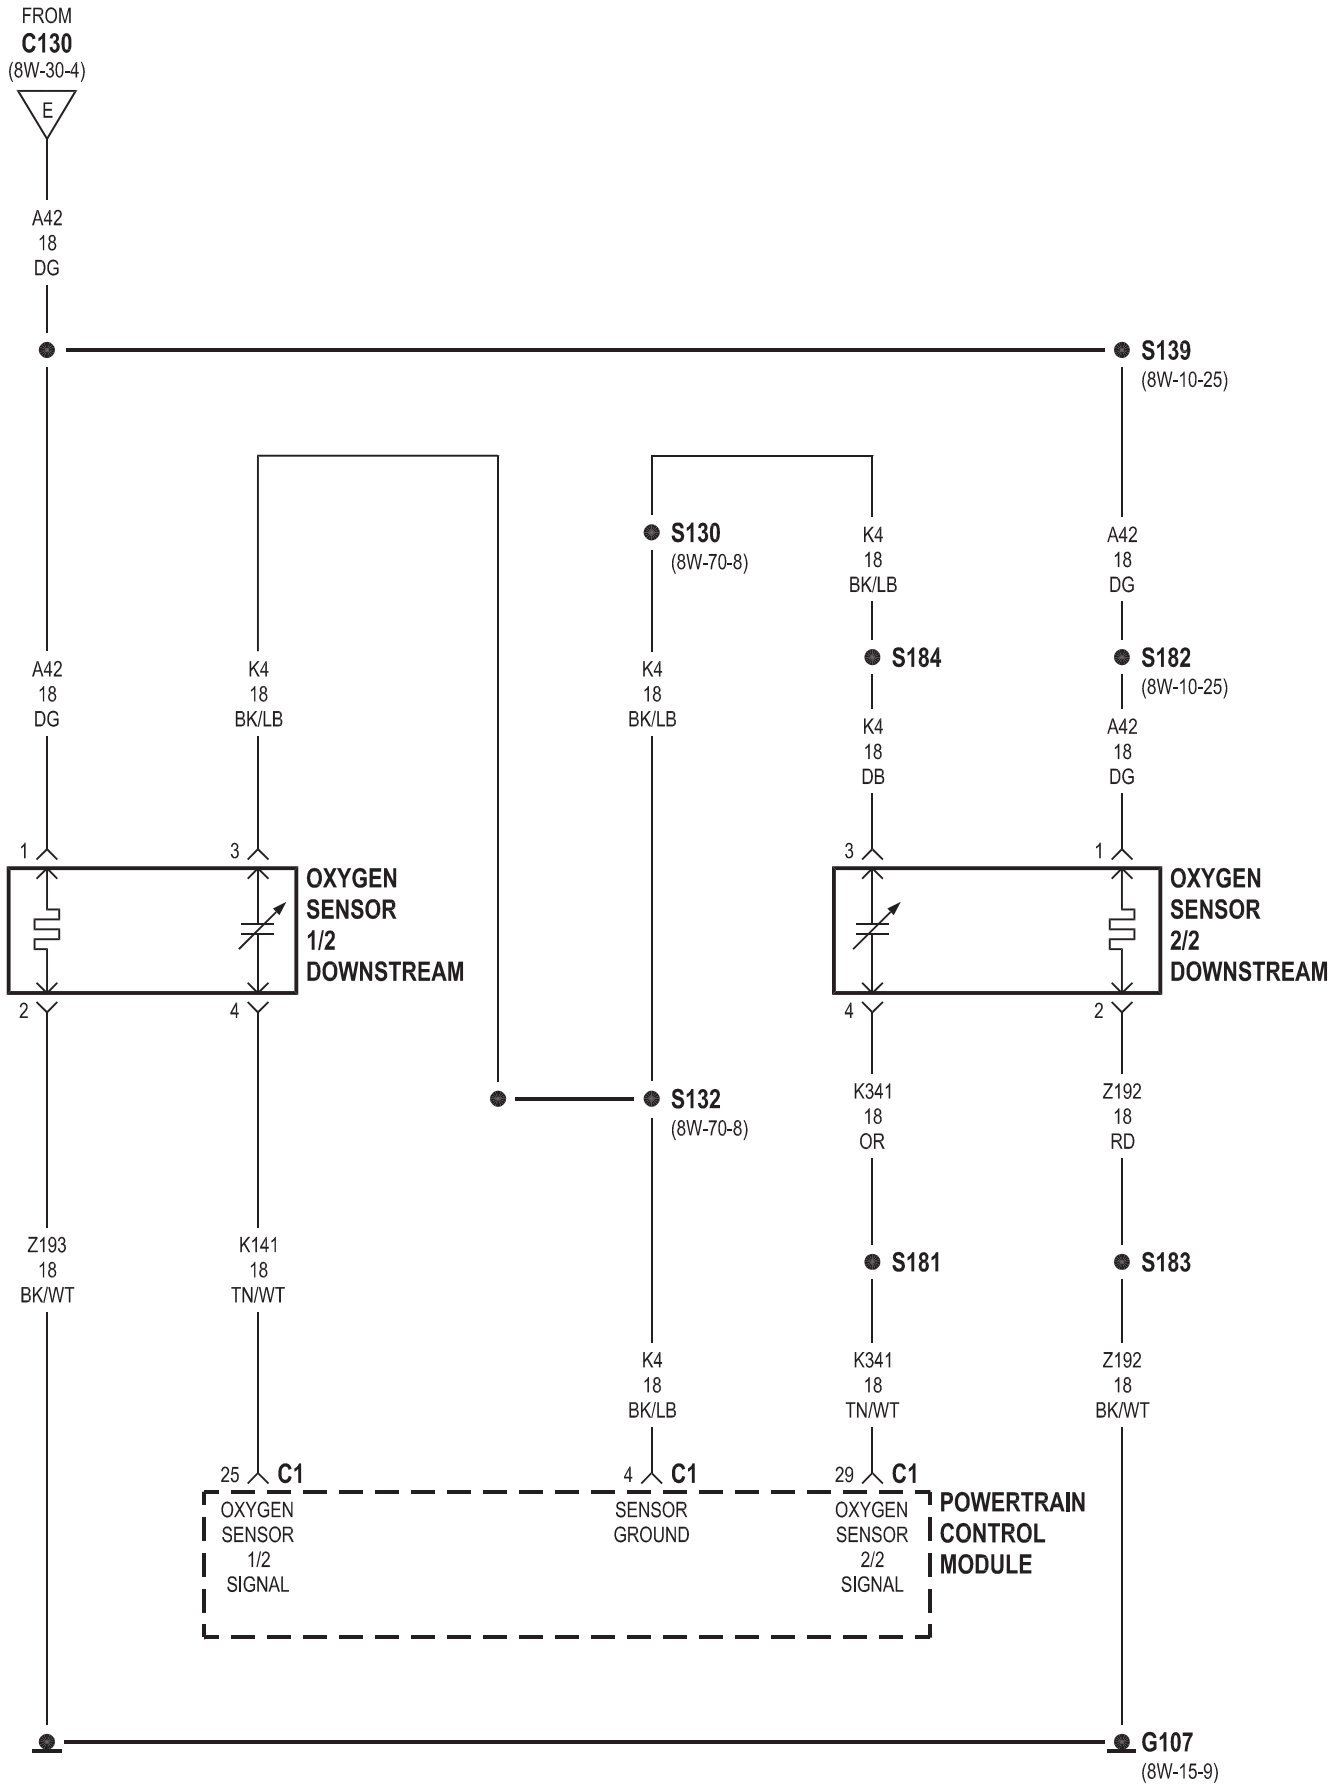 FROM
C130
(8W-30-4)
E
A42
18
DG
S139
(8W-10-25)
S130
(8W-70-8)
K4
18
BK/LB
A42
18
DG
S184
S182
(8W-10-25)
A42
18
DG
K4
18
BK/LB
K4
18
BK/LB
K4
18
DB
A42
18
DG
1
3
3
1
OXYGEN
SENSOR
1/2
DOWNSTREAM
OXYGEN
SENSOR
2/2
DOWNSTREAM
2
4
4
2
S132
(8W-70-8)
K341
18
OR
Z192
18
RD
Z193
18
BK/WT
K141
18
TN/WT
S181
S183
K4
18
BK/LB
K341
18
TN/WT
Z192
18
BK/WT
25
C1
4
C1
29
C1
OXYGEN
SENSOR
1/2
SIGNAL
SENSOR
GROUND
OXYGEN
SENSOR
2/2
SIGNAL
POWERTRAIN
CONTROL
MODULE
G107
(8W-15-9)